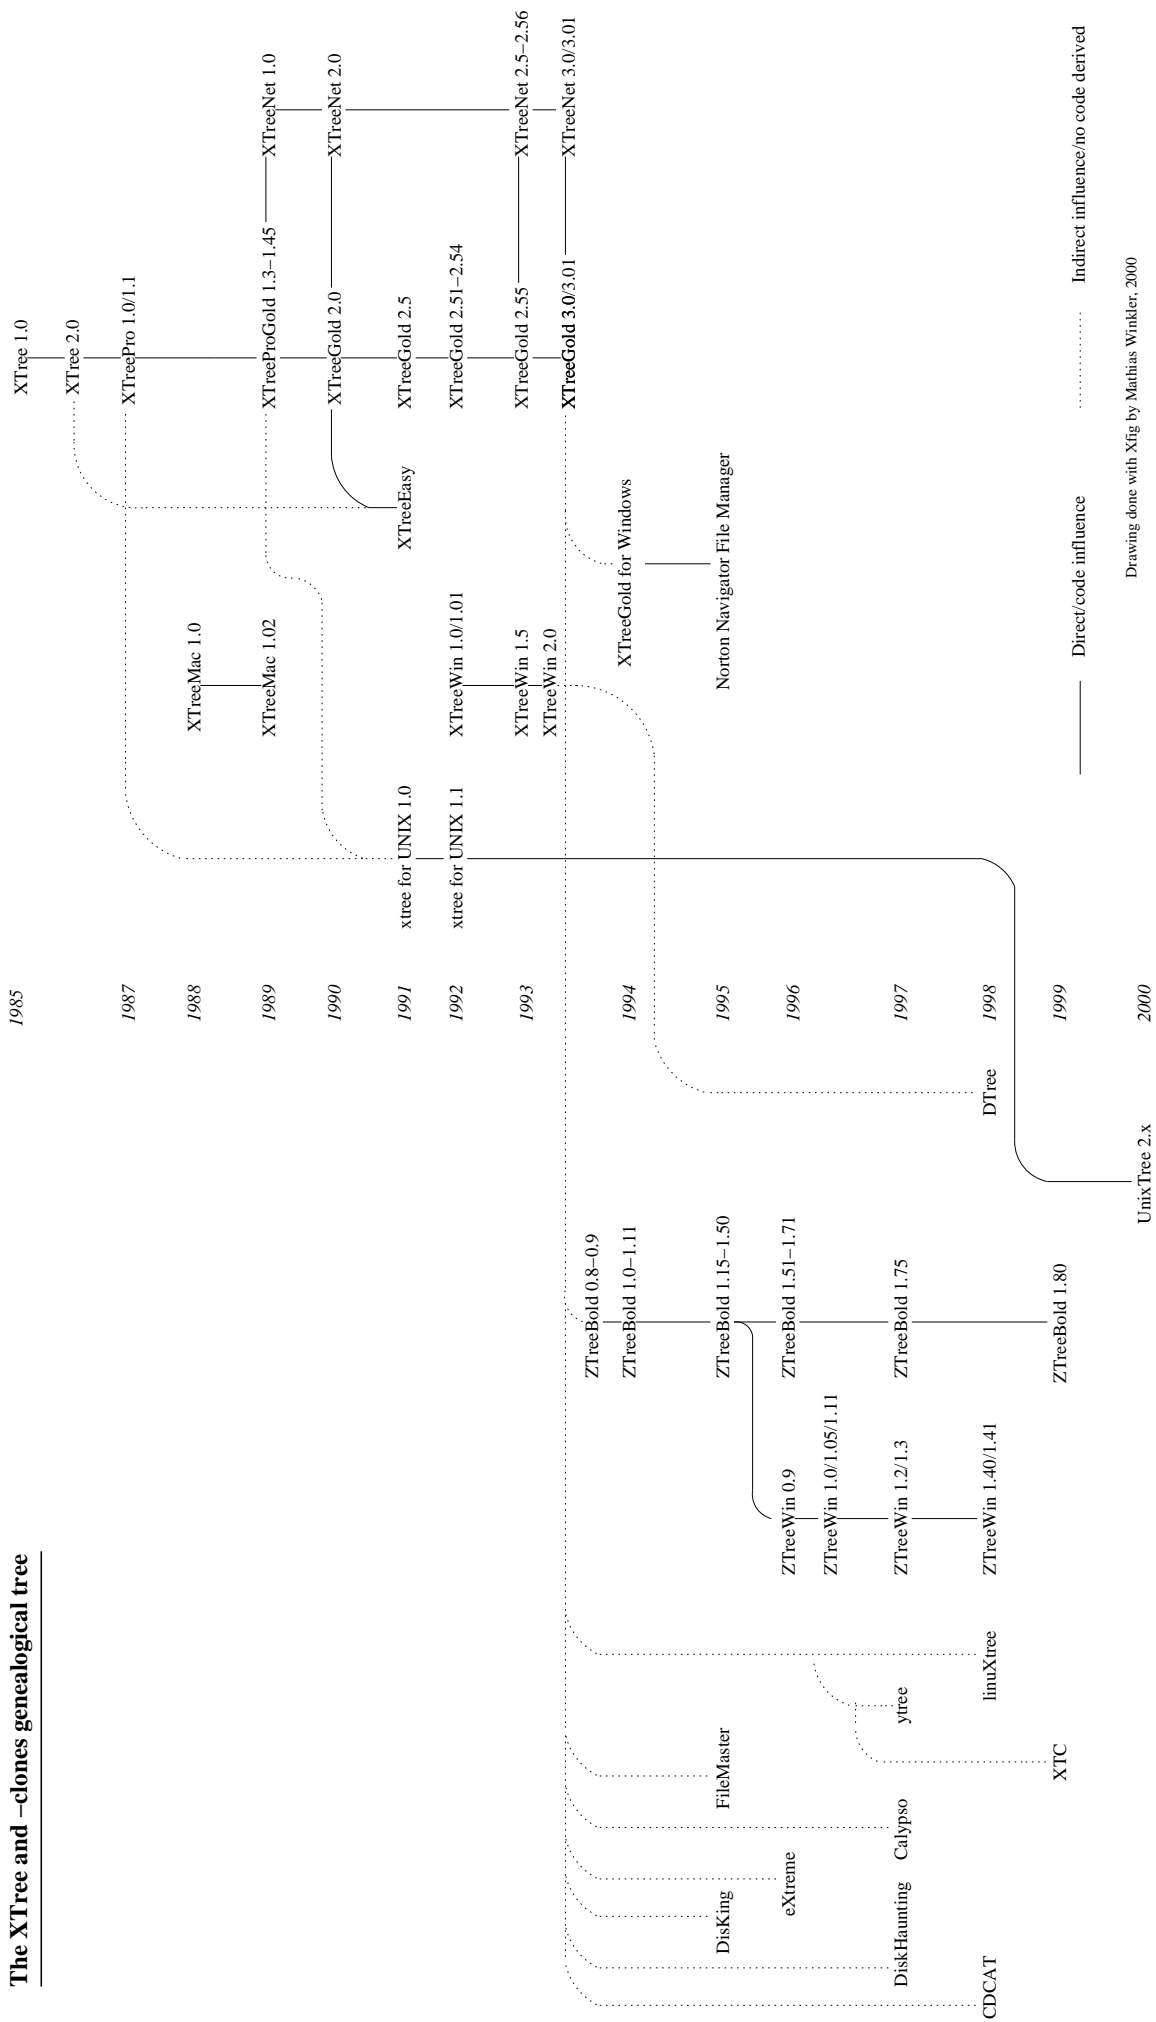 The XTree and –clones genealogical tree
1985
1987
1988
1989
1990
1991
1992
1993
1994
1995
1996
1997
1998
1999
2000
XTree 1.0
XTree 2.0
XTreePro 1.0/1.1
XTreeMac 1.0
XTreeMac 1.02
XTreeProGold 1.3–1.45
XTreeNet 1.0
XTreeGold 2.0
XTreeNet 2.0
xtree for UNIX 1.0
XTreeEasy
XTreeGold 2.5
xtree for UNIX 1.1
XTreeWin 1.0/1.01
XTreeGold 2.51–2.54
XTreeWin 1.5
XTreeGold 2.55
XTreeNet 2.5–2.56
XTreeWin 2.0
XTreeGold 3.0/3.01
XTreeNet 3.0/3.01
ZTreeBold 0.8–0.9
ZTreeBold 1.0–1.11
XTreeGold for Windows
DisKing
FileMaster
ZTreeBold 1.15–1.50
Norton Navigator File Manager
eXtreme
ZTreeWin 0.9
ZTreeBold 1.51–1.71
ZTreeWin 1.0/1.05/1.11
DiskHaunting
Calypso
ytree
ZTreeWin 1.2/1.3
ZTreeBold 1.75
CDCAT
linuXtree
ZTreeWin 1.40/1.41
DTree
XTC
ZTreeBold 1.80
UnixTree 2.x
Direct/code influence
Indirect influence/no code derived
Drawing done with Xfig by Mathias Winkler, 2000